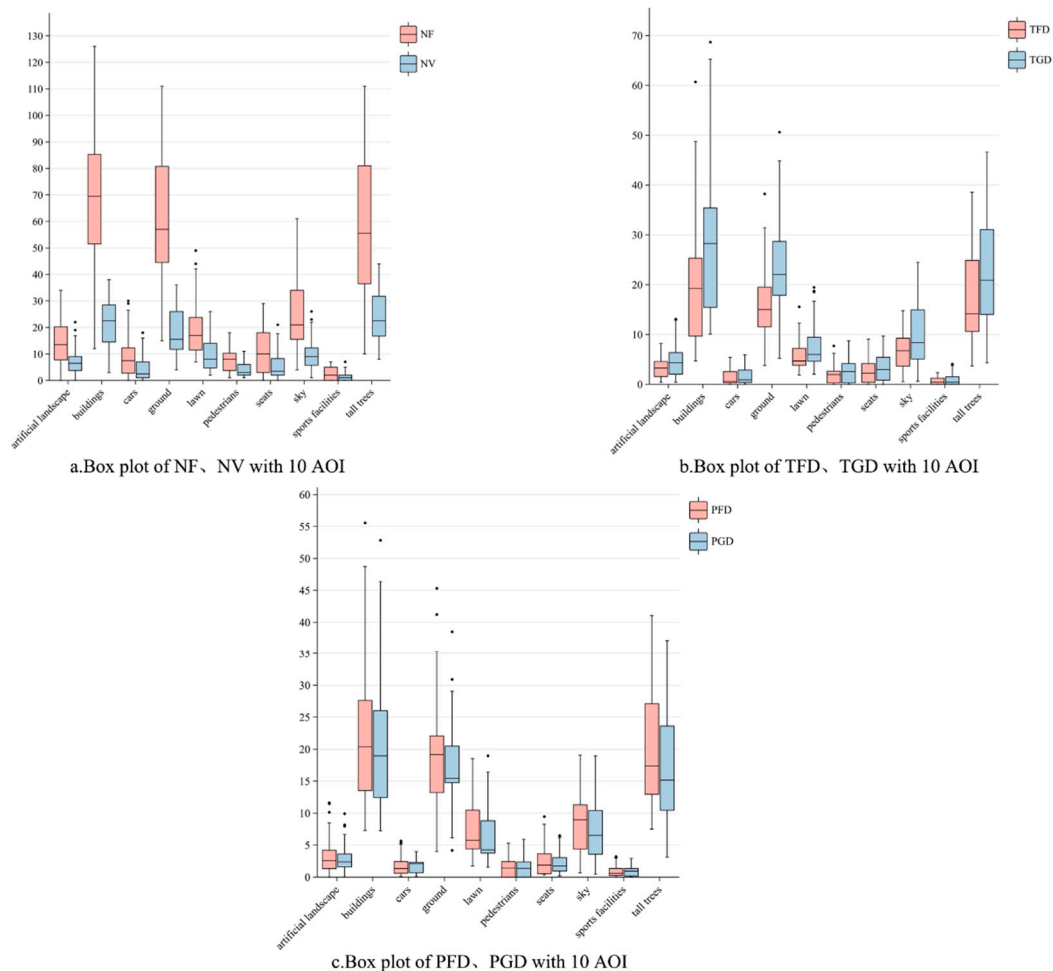 130
120
110
100
90
80
70
60
50
40
30
20
10
0
NF
NV
artificial landscape
buildings
cars
ground
lawn
pedestrians
seats
sky
sports facilities
tall trees
a.Box plot of NF、NV with 10 AOI
70
60
50
40
30
20
10
0
TFD
TGD
artificial landscape
buildings
cars
ground
lawn
pedestrians
seats
sky
sports facilities
tall trees
b.Box plot of TFD、TGD with 10 AOI
60
55
50
45
40
35
30
25
20
15
10
5
0
PFD
PGD
artificial landscape
buildings
cars
ground
lawn
pedestrians
seats
sky
sports facilities
tall trees
c.Box plot of PFD、PGD with 10 AOI